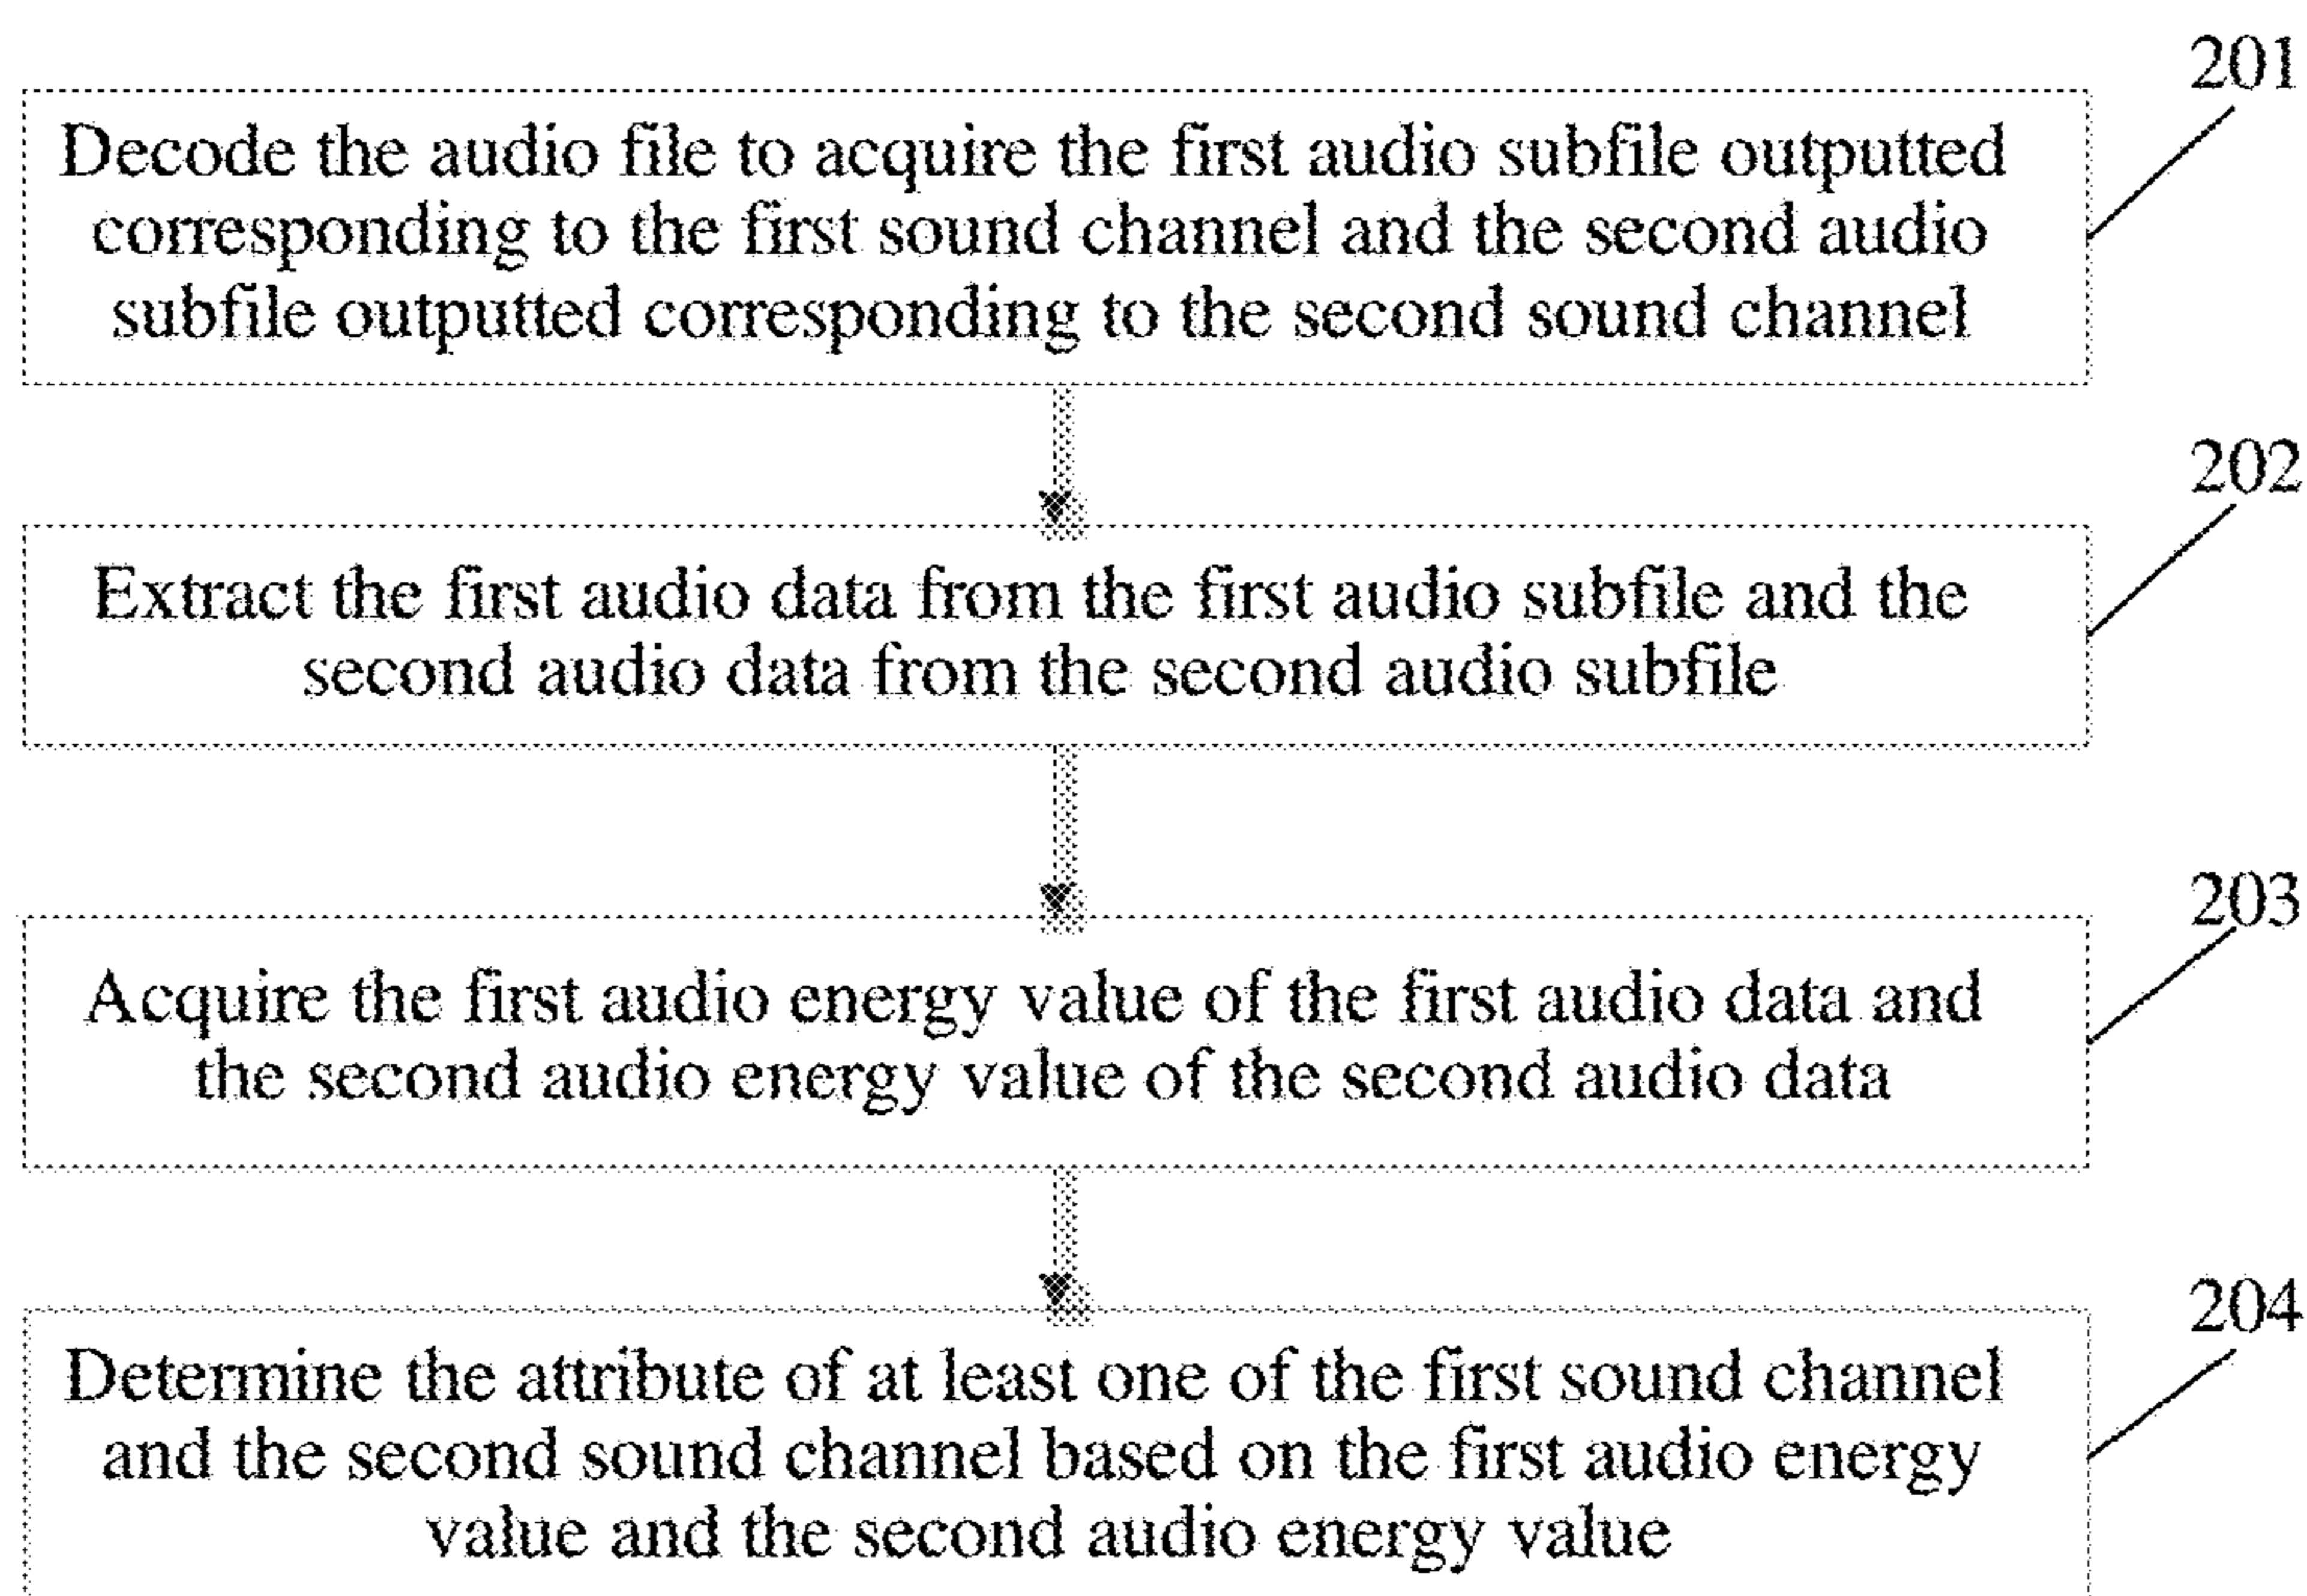 201
Decode the audio file to acquire the first audio subfile outputted
corresponding to the first sound channel and the second audio
subfile outputted corresponding to the second sound channel
202
Extract the first audio data from the first audio subfile and the
second audio data from the second audio subfile
203
Acquire the first audio energy value of the first audio data and
the second audio energy value of the second audio data
204
Determine the attribute of at least one of the first sound channel
and the second sound channel based on the first audio energy
value and the second audio energy value